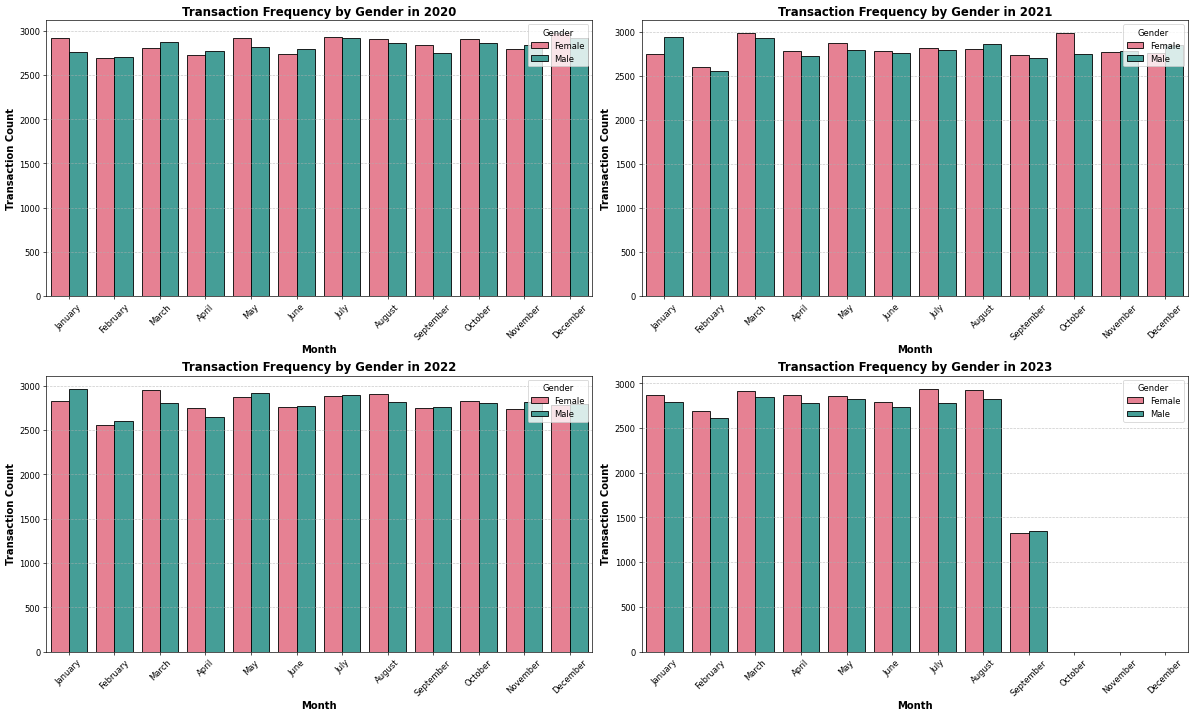 Transaction Frequency by Gender in 2020
Transaction Count
3000
2500
2000
1500
1000
500
0
Gender
Female
Male
January February March April May June July August September October November December
Month
Transaction Frequency by Gender in 2021
Transaction Count
3000
2500
2000
1500
1000
500
0
Gender
Female
Male
January February March April May June July August September October November December
Month
Transaction Frequency by Gender in 2022
Transaction Count
3000
2500
2000
1500
1000
500
0
Gender
Female
Male
January February March April May June July August September October November December
Month
Transaction Frequency by Gender in 2023
Transaction Count
3000
2500
2000
1500
1000
500
0
Gender
Female
Male
January February March April May June July August September October November December
Month